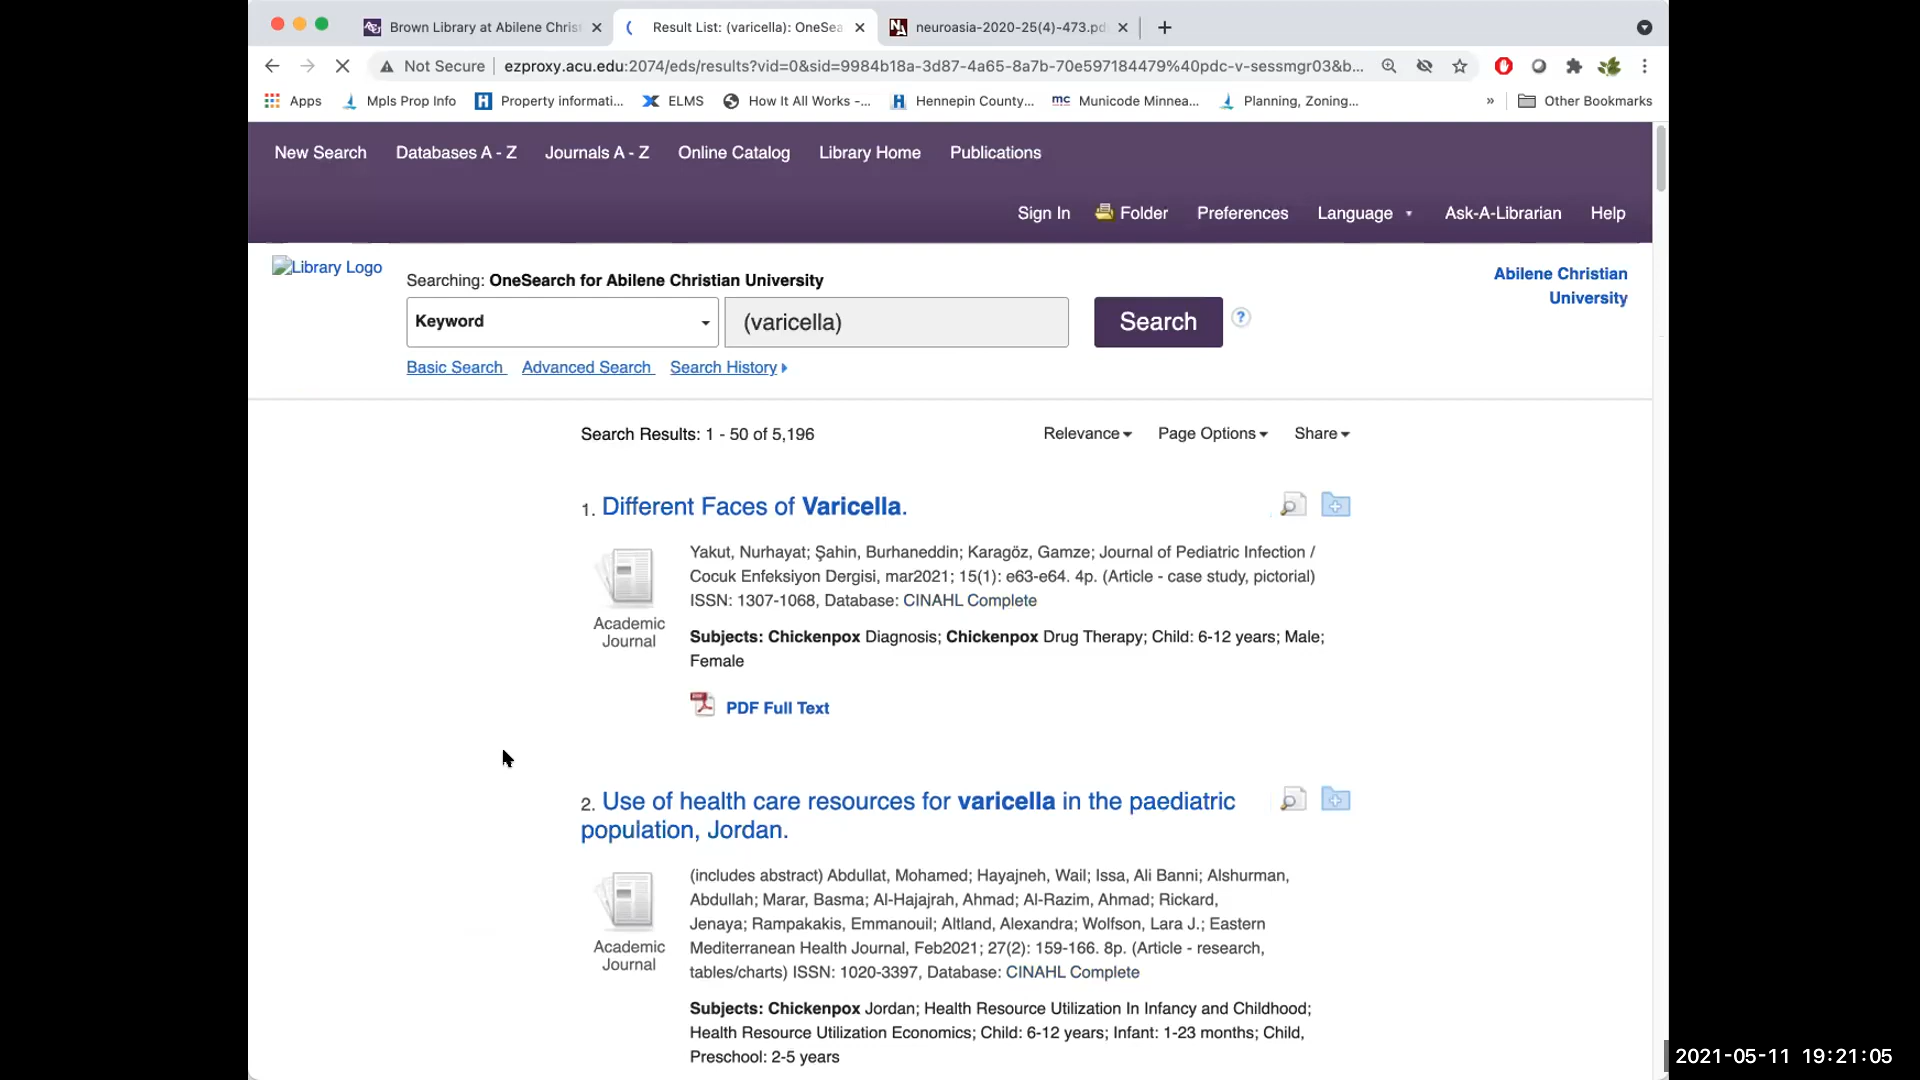 Brown Library at Abilene Christ
Result List: (varicella): OneSea
neuroasia-2020-25(4)-473.pd
Not Secure
ezproxy.acu.edu:2074/eds/results?vid=0&sid=9984b18a-3d87-4a65-8a7b-70e597184479%40pdc-v-sessmgr03&b...
Apps
Mpls Prop Info
Property informati...
ELMS
How It All Works -...
Hennepin County...
mc Municode Minnea...
Planning, Zoning...
»
Other Bookmarks
New Search
Databases A - Z
Journals A - Z
Online Catalog
Library Home
Publications
Sign In
Folder
Preferences
Language
Ask-A-Librarian
Help
Library Logo
Searching: OneSearch for Abilene Christian University
Abilene Christian
University
Keyword
(varicella)
Search
?
Basic Search
Advanced Search
Search History
Search Results: 1 - 50 of 5,196
Relevance
Page Options
Share
1. Different Faces of Varicella.
Academic
Journal
Yakut, Nurhayat; Şahin, Burhaneddin; Karagöz, Gamze; Journal of Pediatric Infection /
Cocuk Enfeksiyon Dergisi, mar2021; 15(1): e63-e64. 4p. (Article - case study, pictorial)
ISSN: 1307-1068, Database: CINAHL Complete
Subjects: Chickenpox Diagnosis; Chickenpox Drug Therapy; Child: 6-12 years; Male;
Female
PDF Full Text
2. Use of health care resources for varicella in the paediatric
population, Jordan.
Academic
Journal
(includes abstract) Abdullat, Mohamed; Hayajneh, Wail; Issa, Ali Banni; Alshurman,
Abdullah; Marar, Basma; Al-Hajajrah, Ahmad; Al-Razim, Ahmad; Rickard,
Jenaya; Rampakakis, Emmanouil; Altland, Alexandra; Wolfson, Lara J.; Eastern
Mediterranean Health Journal, Feb2021; 27(2): 159-166. 8p. (Article - research,
tables/charts) ISSN: 1020-3397, Database: CINAHL Complete
Subjects: Chickenpox Jordan; Health Resource Utilization In Infancy and Childhood;
Health Resource Utilization Economics; Child: 6-12 years; Infant: 1-23 months; Child,
Preschool: 2-5 years
2021-05-11 19:21:05